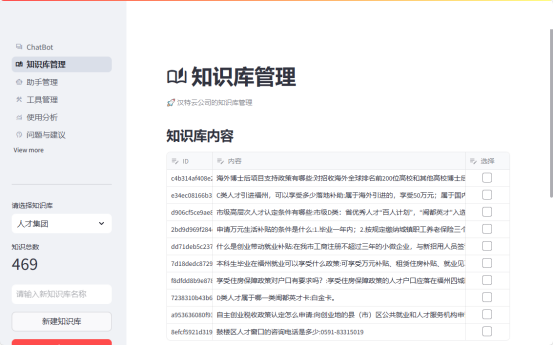 ChatBot
知识库管理
助手管理
工具管理
使用分析
问题与建议
View more
请选择知识库
人才集团
知识总数
469
请输入新知识库名称
新建知识库
知识库管理
汉特云公司的知识库管理
知识库内容
ID 内容 选择
c4b314af408e2 海外博士后项目支持政策有哪些:对招收海外全球排名前200位高校和其他高校博士后
e34ec08166b3 C类人才引进福州，可以享受多少落地补助:属于海外引进的，享受50万元；属于国内
d906cf5ce9ae8 市级高层次人才认定条件有哪些:市级D类：省优秀人才“百人计划”，“闽都英才”入选
2bd9d969f284 申请万元生活补贴的条件是什么:1.毕业一年内；2.按规定缴纳城镇职工养老保险三个
dd71deb5c237 什么是创业带动就业补贴:在我市工商注册不超过三年的小微企业，与新招用人员签
7d18dedc8729 本科生毕业在福州就业可以享受什么政策:可享受万元补贴、租赁住房补贴、就业见
f8dfdd8b9e87 享受住房保障政策对户口有要求吗？:享受住房保障政策的人才户口应落在福州四城
7238310b43b6 D类人才属于哪一类闽都英才卡:白金卡。
a953636080f9 自主创业税收政策认定怎么申请:向创业地的县（市）区公共就业和人才服务机构申
8efcf5921d319 鼓楼区人才窗口的咨询电话是多少:0591-83315019